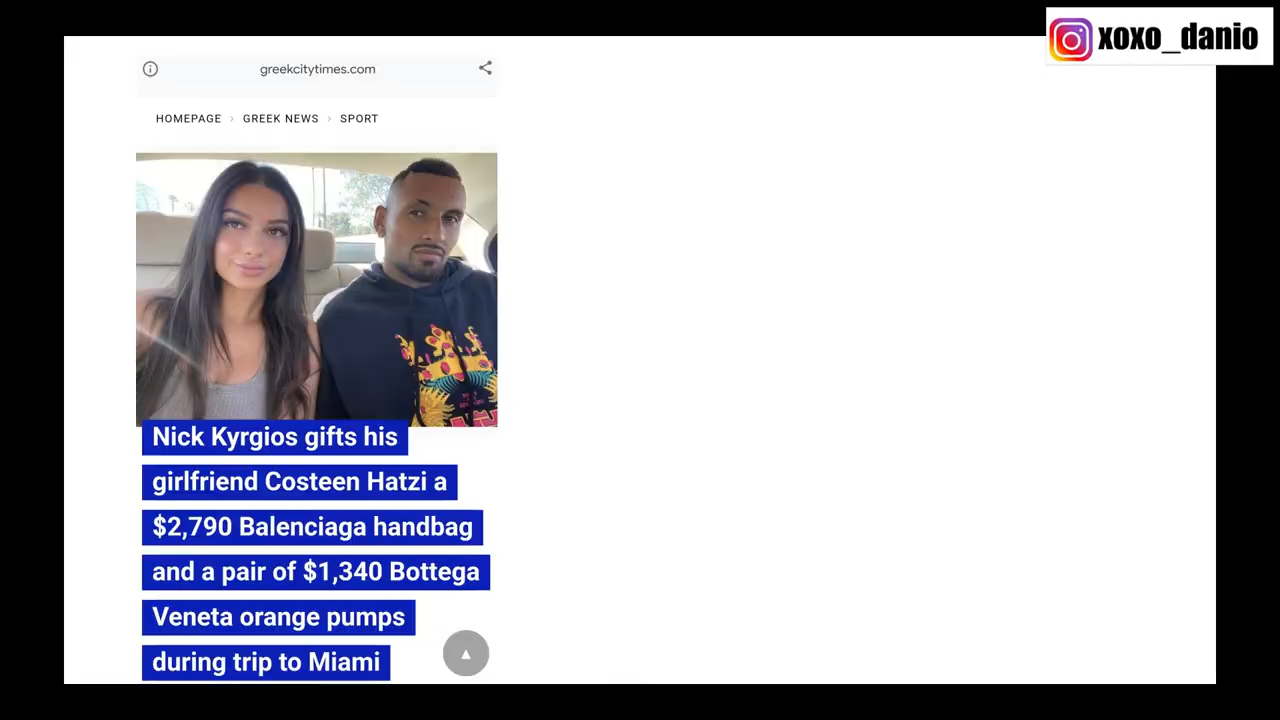 xoxo_danio
greekcitytimes.com
HOMEPAGE > GREEK NEWS > SPORT
Nick Kyrgios gifts his
girlfriend Costeen Hatzi a
$2,790 Balenciaga handbag
and a pair of $1,340 Bottega
Veneta orange pumps
during trip to Miami